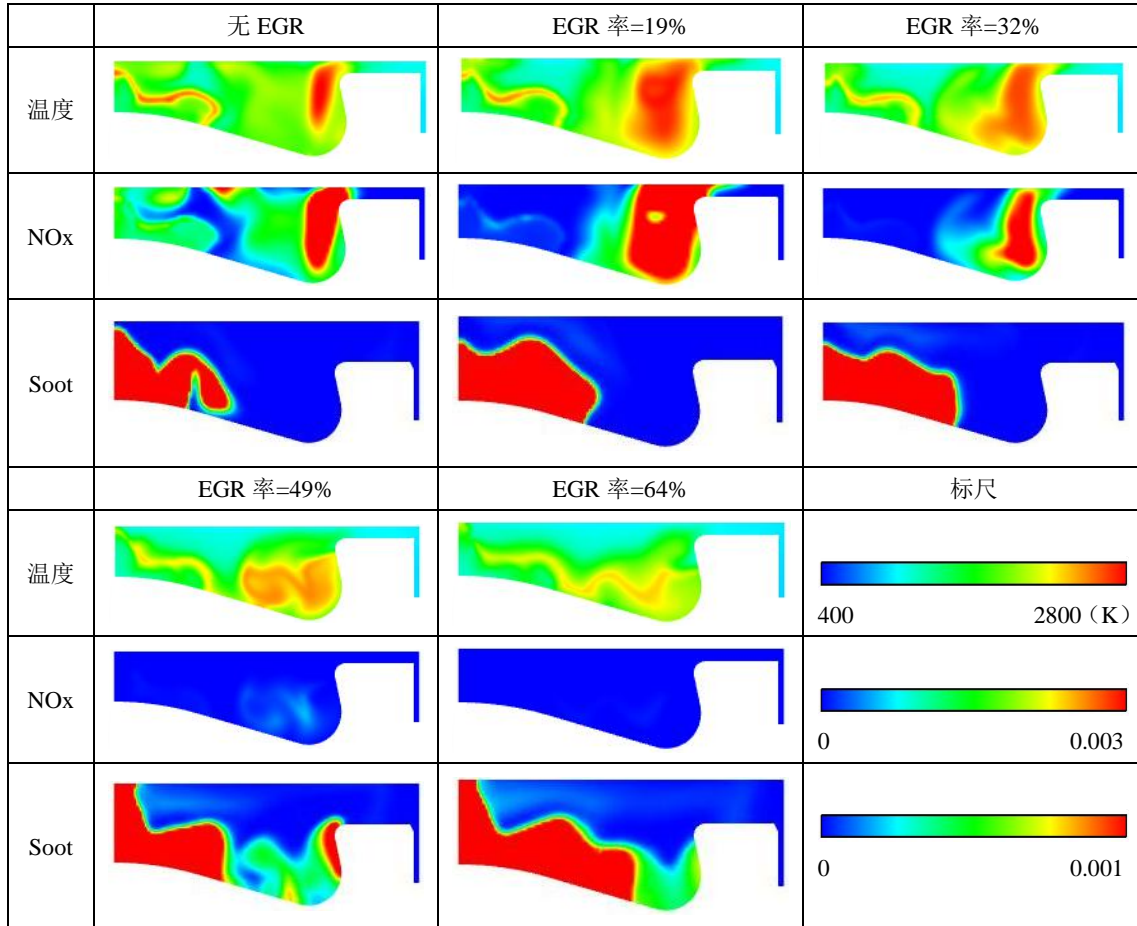 无 EGR
EGR 率=19%
EGR 率=32%
温度
NOx
Soot
EGR 率=49%
EGR 率=64%
标尺
温度
400
2800（K）
NOx
0
0.003
Soot
0
0.001